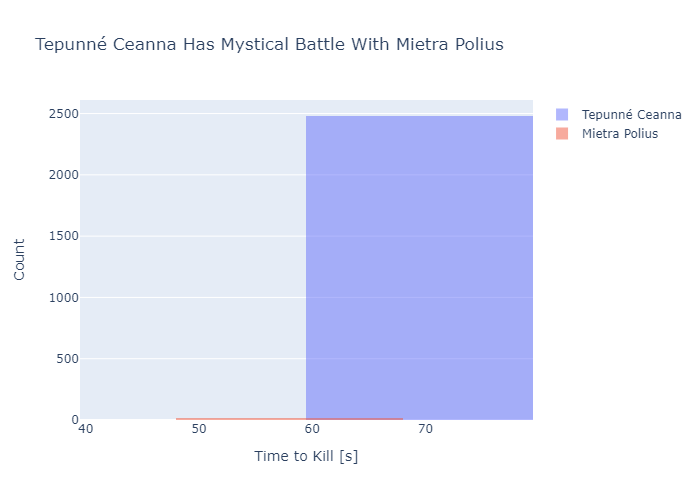 Tepunné Ceanna Has Mystical Battle With Mietra Polius
Tepunné Ceanna
Mietra Polius
2500
2000
1500
1000
500
0
Count
40 50 60 70
Time to Kill [s]